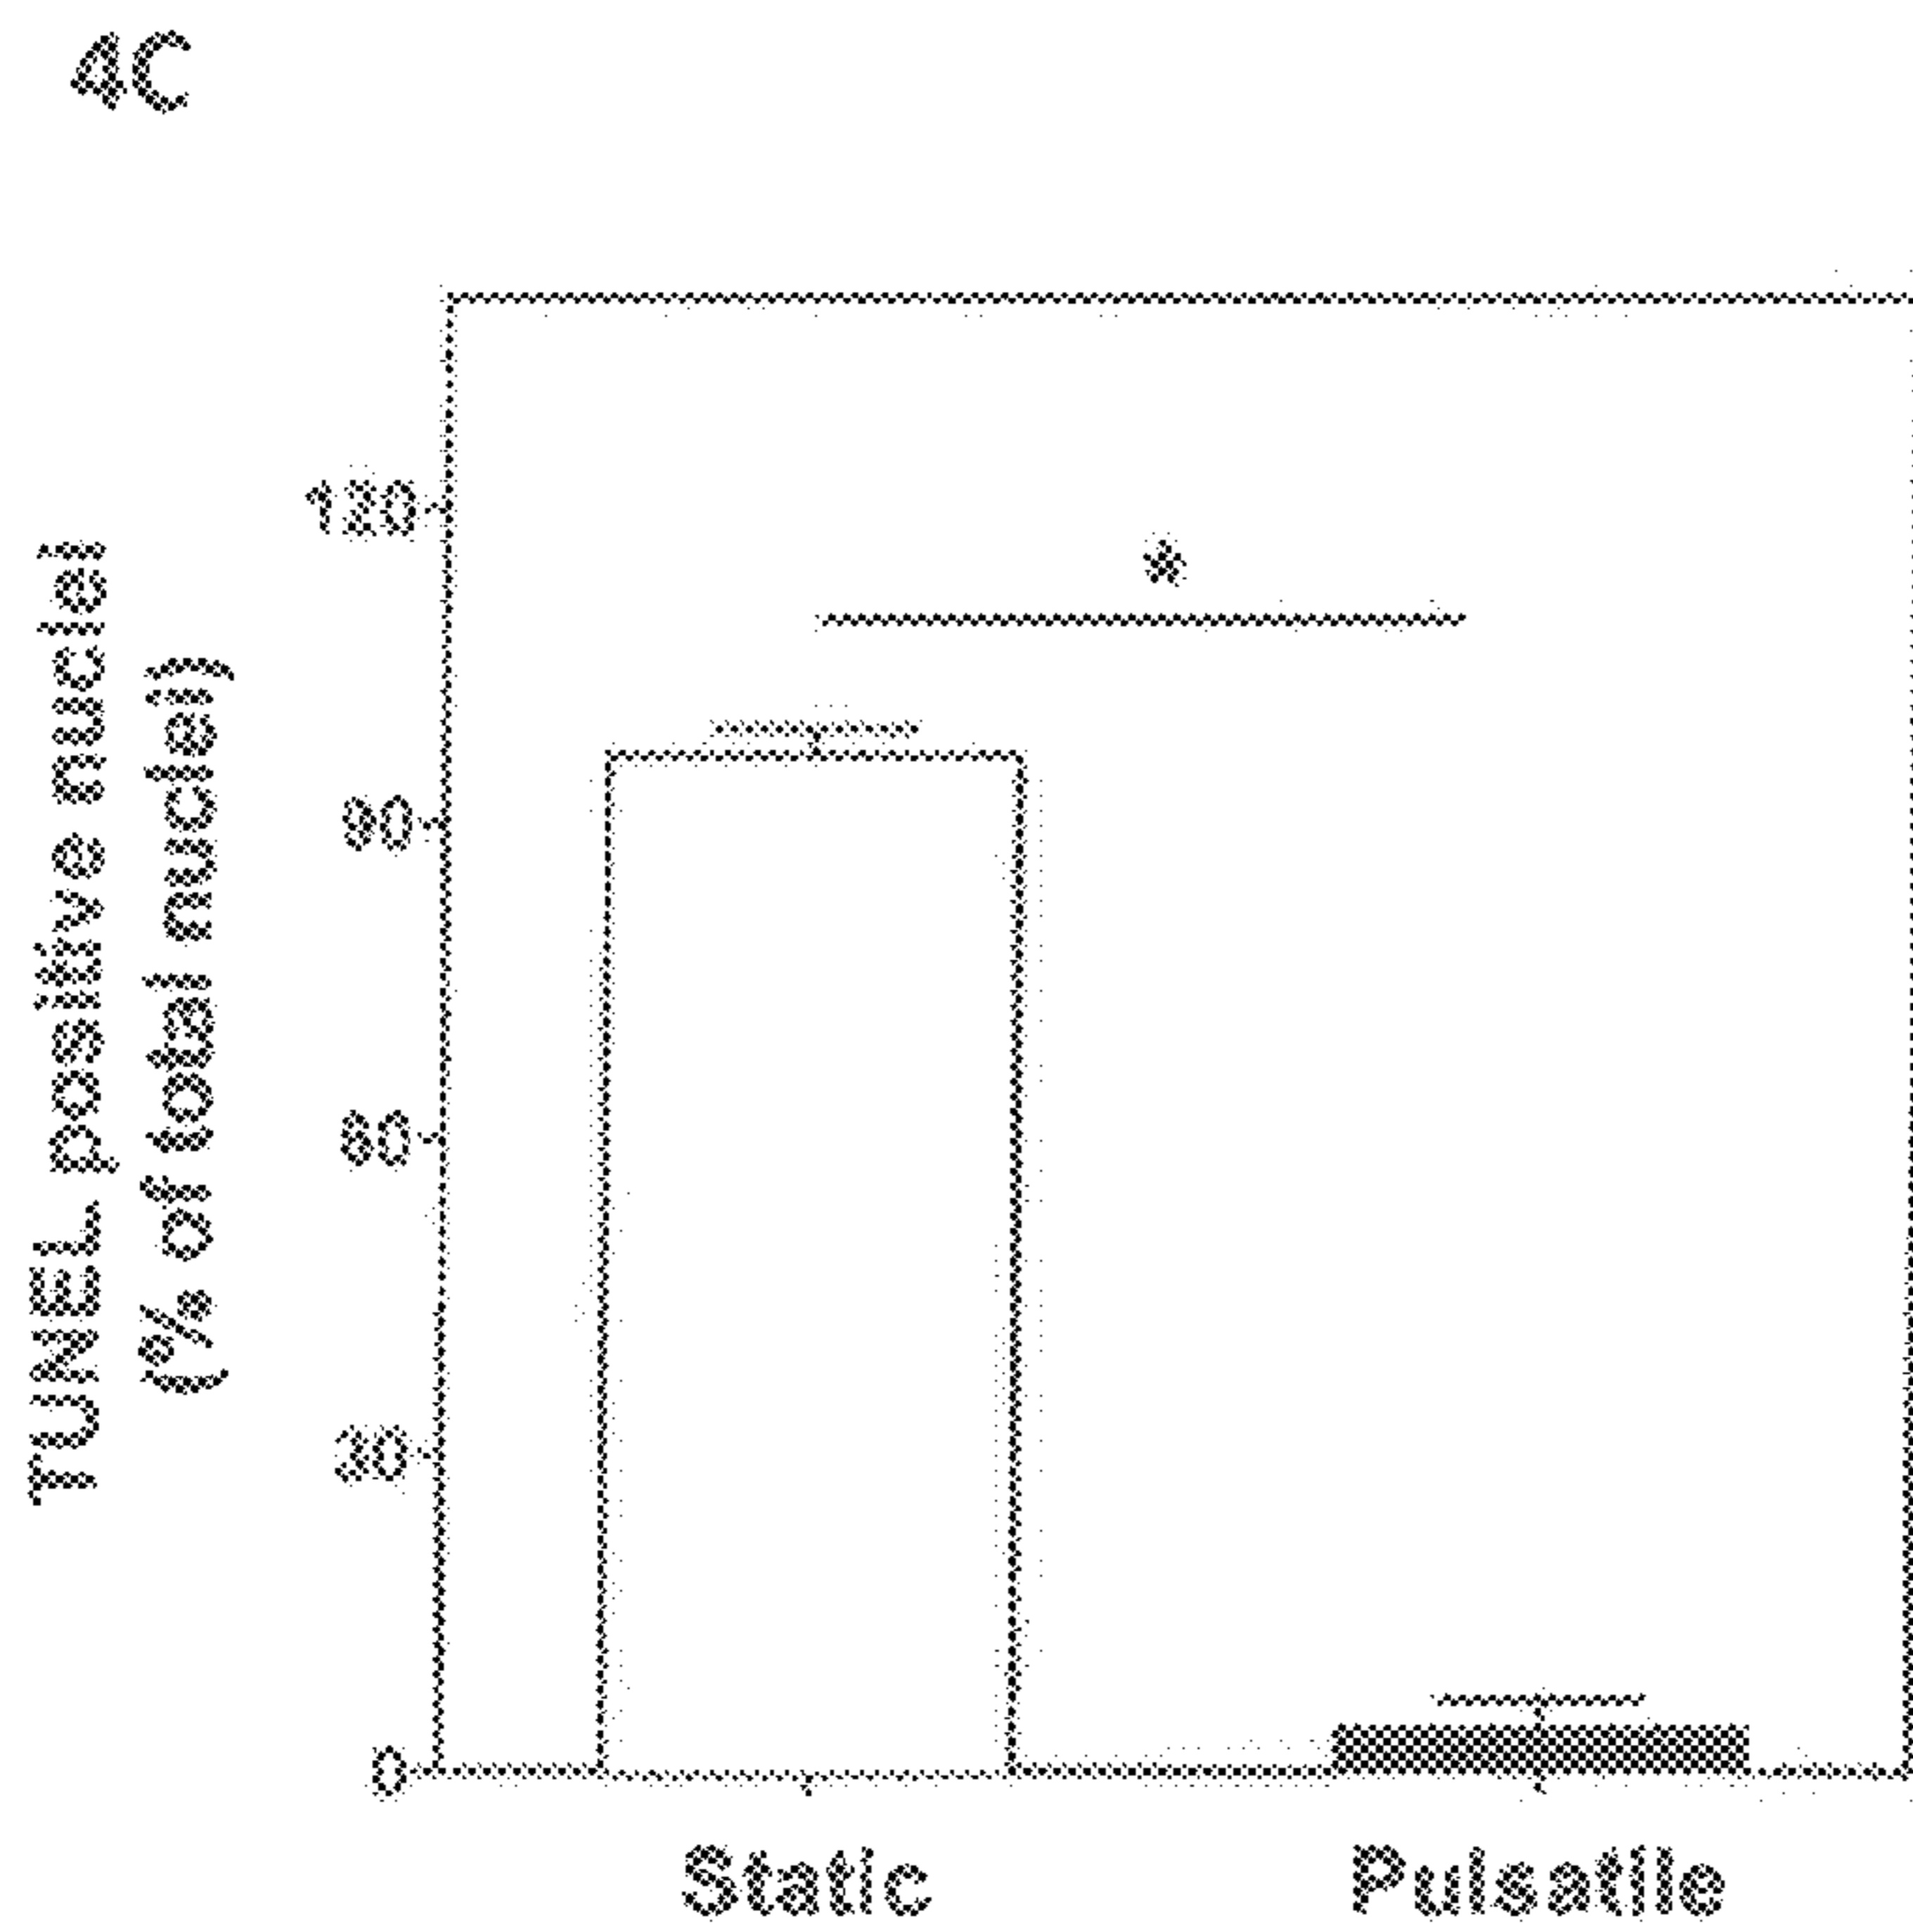 4C
TUNEL positive nuclei
(% of total nuclei)
120
*
90
60
30
0
Static
Pulsatile